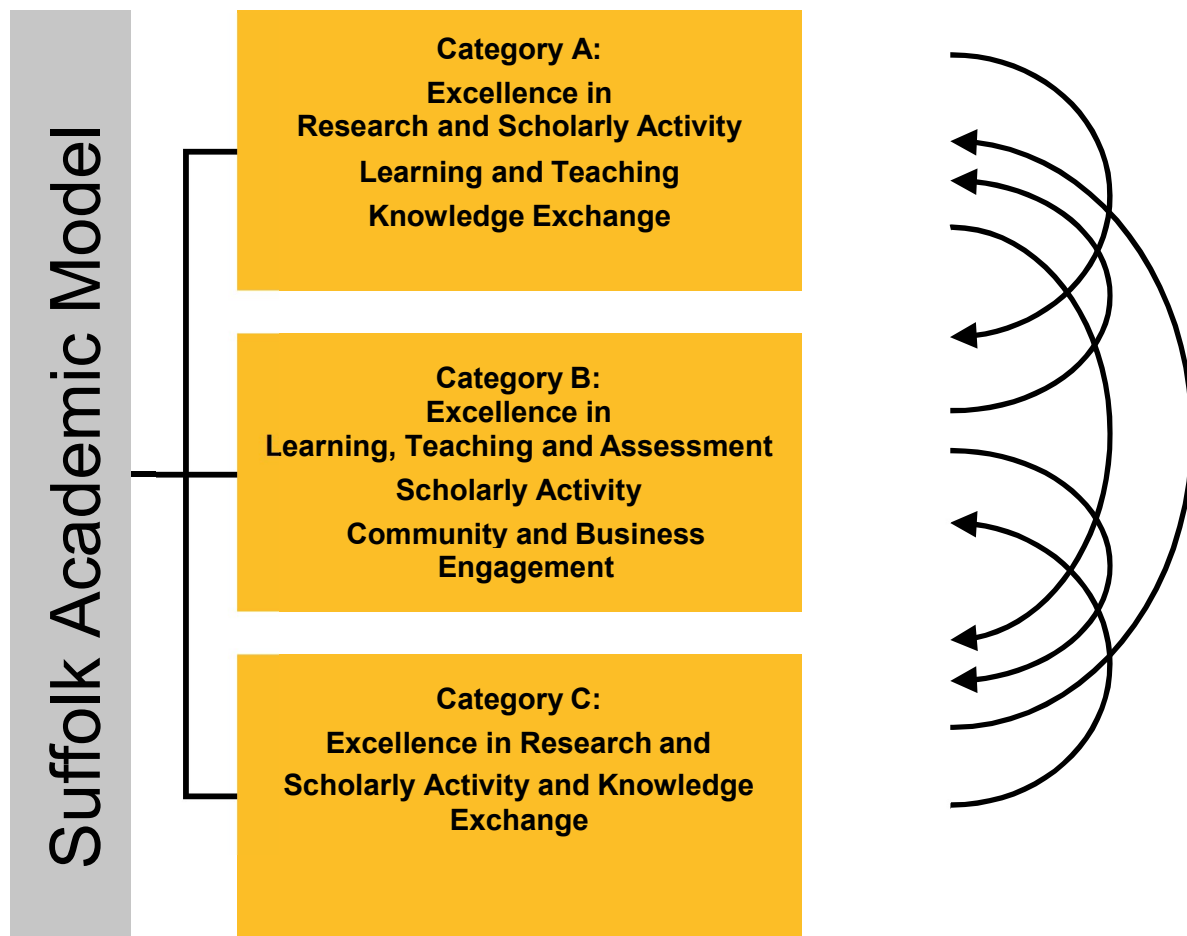 Suffolk Academic Model
Category A:
Excellence in
Research and Scholarly Activity
Learning and Teaching
Knowledge Exchange
Category B:
Excellence in
Learning, Teaching and Assessment
Scholarly Activity
Community and Business
Engagement
Category C:
Excellence in Research and
Scholarly Activity and Knowledge
Exchange